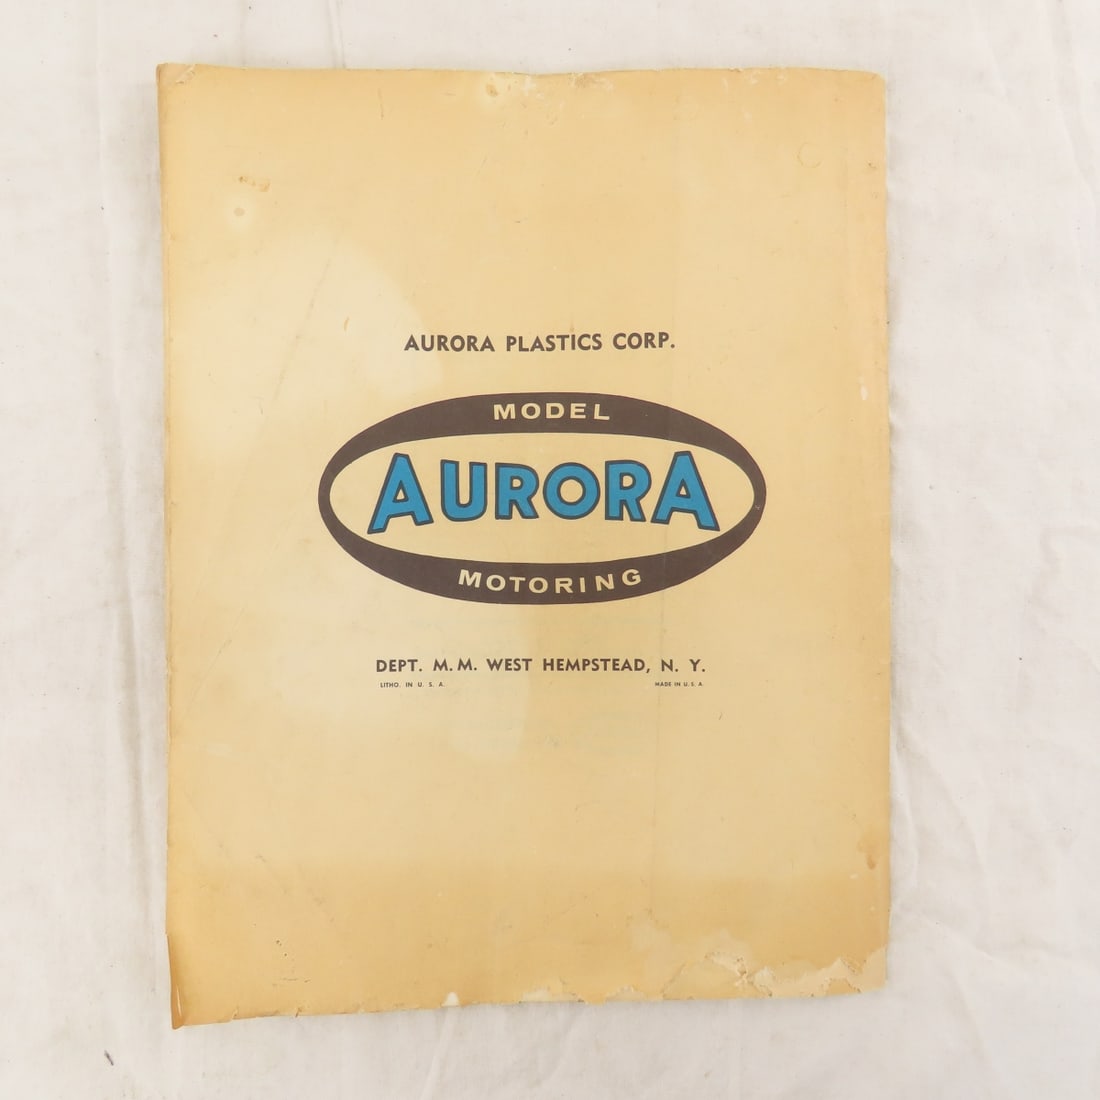 AURORA PLASTICS CORP.
MODEL
AURORA
MOTORING
DEPT. M. M. WEST HEMPSTEAD, N. Y.
LITHO. IN U. S. A.
MADE IN U. S. A.